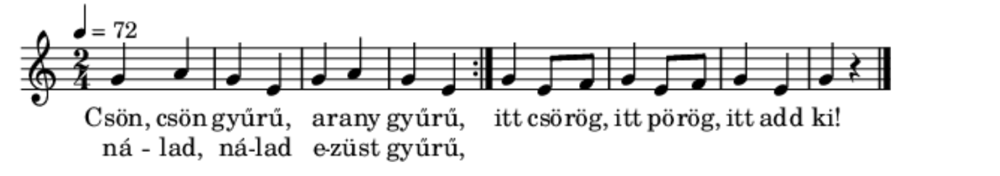 = 72
2
4
Csön, csön gyűrű, arany gyűrű, itt csörög, itt pörög, itt add ki!
ná - lad, ná-lad e-züst gyűrű,